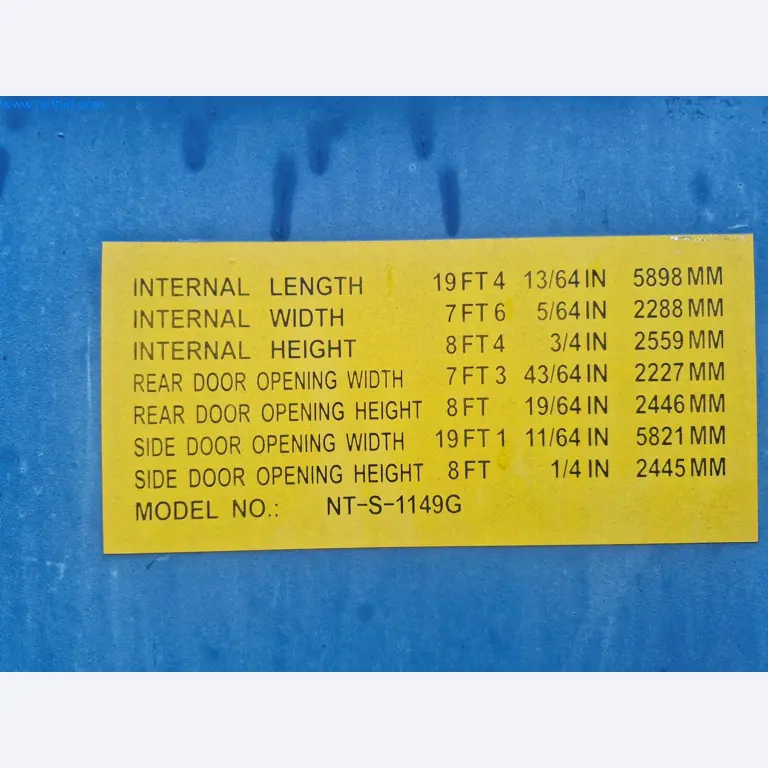 INTERNAL LENGTH 19 FT 4 13/64 IN 5898 MM
INTERNAL WIDTH 7 FT 6 5/64 IN 2288 MM
INTERNAL HEIGHT 8 FT 4 3/4 IN 2559 MM
REAR DOOR OPENING WIDTH 7 FT 3 43/64 IN 2227 MM
REAR DOOR OPENING HEIGHT 8 FT 19/64 IN 2446 MM
SIDE DOOR OPENING WIDTH 19 FT 1 11/64 IN 5821 MM
SIDE DOOR OPENING HEIGHT 8 FT 1/4 IN 2445 MM
MODEL NO.: NT-S-1149G